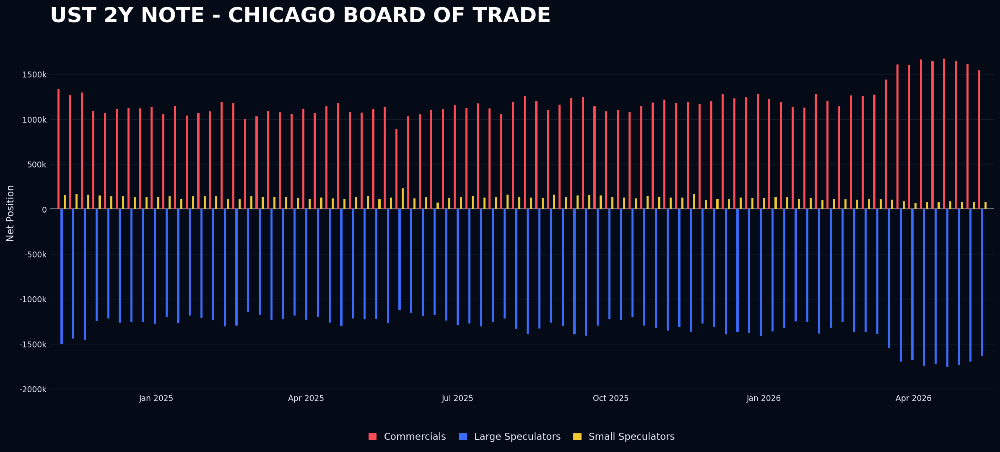 UST 2Y NOTE - CHICAGO BOARD OF TRADE
Net Position
1500k
1000k
500k
0
-500k
-1000k
-1500k
-2000k
Jan 2025 Apr 2025 Jul 2025 Oct 2025 Jan 2026 Apr 2026
Commercials Large Speculators Small Speculators